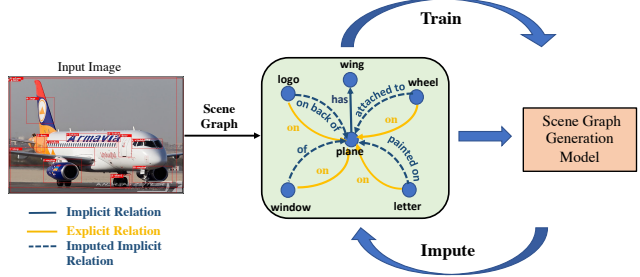 Train
Input Image
Armavia
Scene
Graph
wing
logo
wheel
on back of
has
attached to
on
on
plane
of
painted on
on
on
window
letter
Scene Graph
Generation
Model
Implicit Relation
Explicit Relation
Imputed Implicit
Relation
Impute